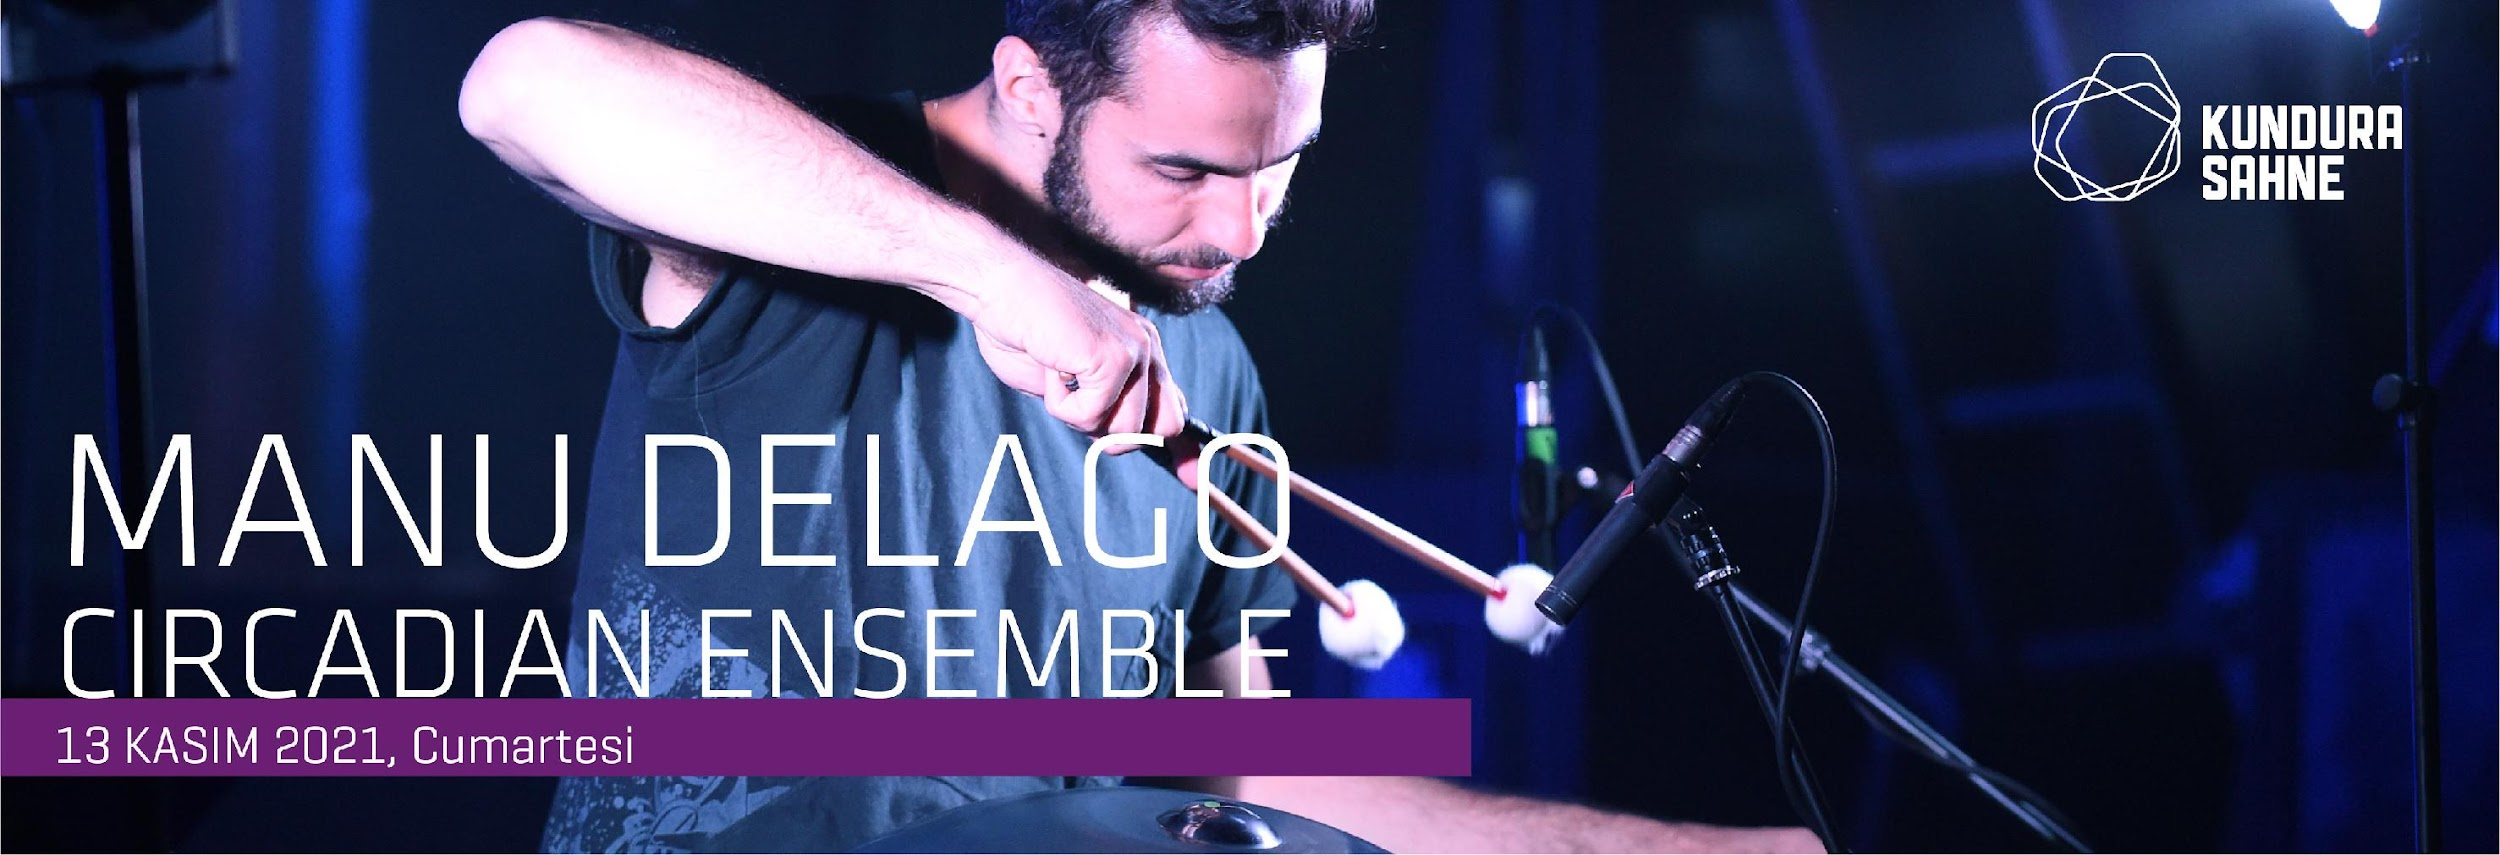 KUNDURA
SAHNE
MANU DELAGO
CIRCADIAN ENSEMBLE
13 KASIM 2021, Cumartesi